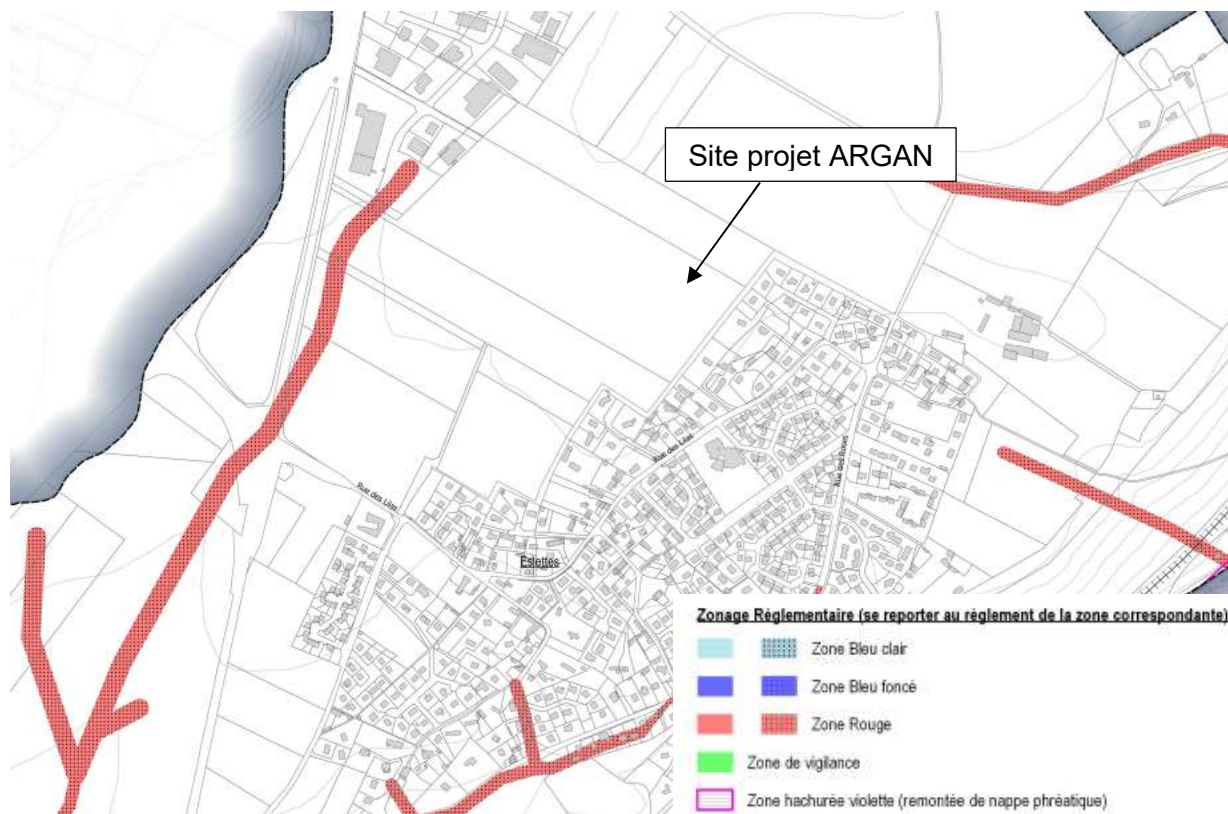 Site projet ARGAN
Rue des Lilas
Rue des Roses
Rue des Lilas
Eslettes
Zonage Réglementaire (se reporter au règlement de la zone correspondante)
Zone Bleu clair
Zone Bleu foncé
Zone Rouge
Zone de vigilance
Zone hachurée violette (remontée de nappe phréatique)